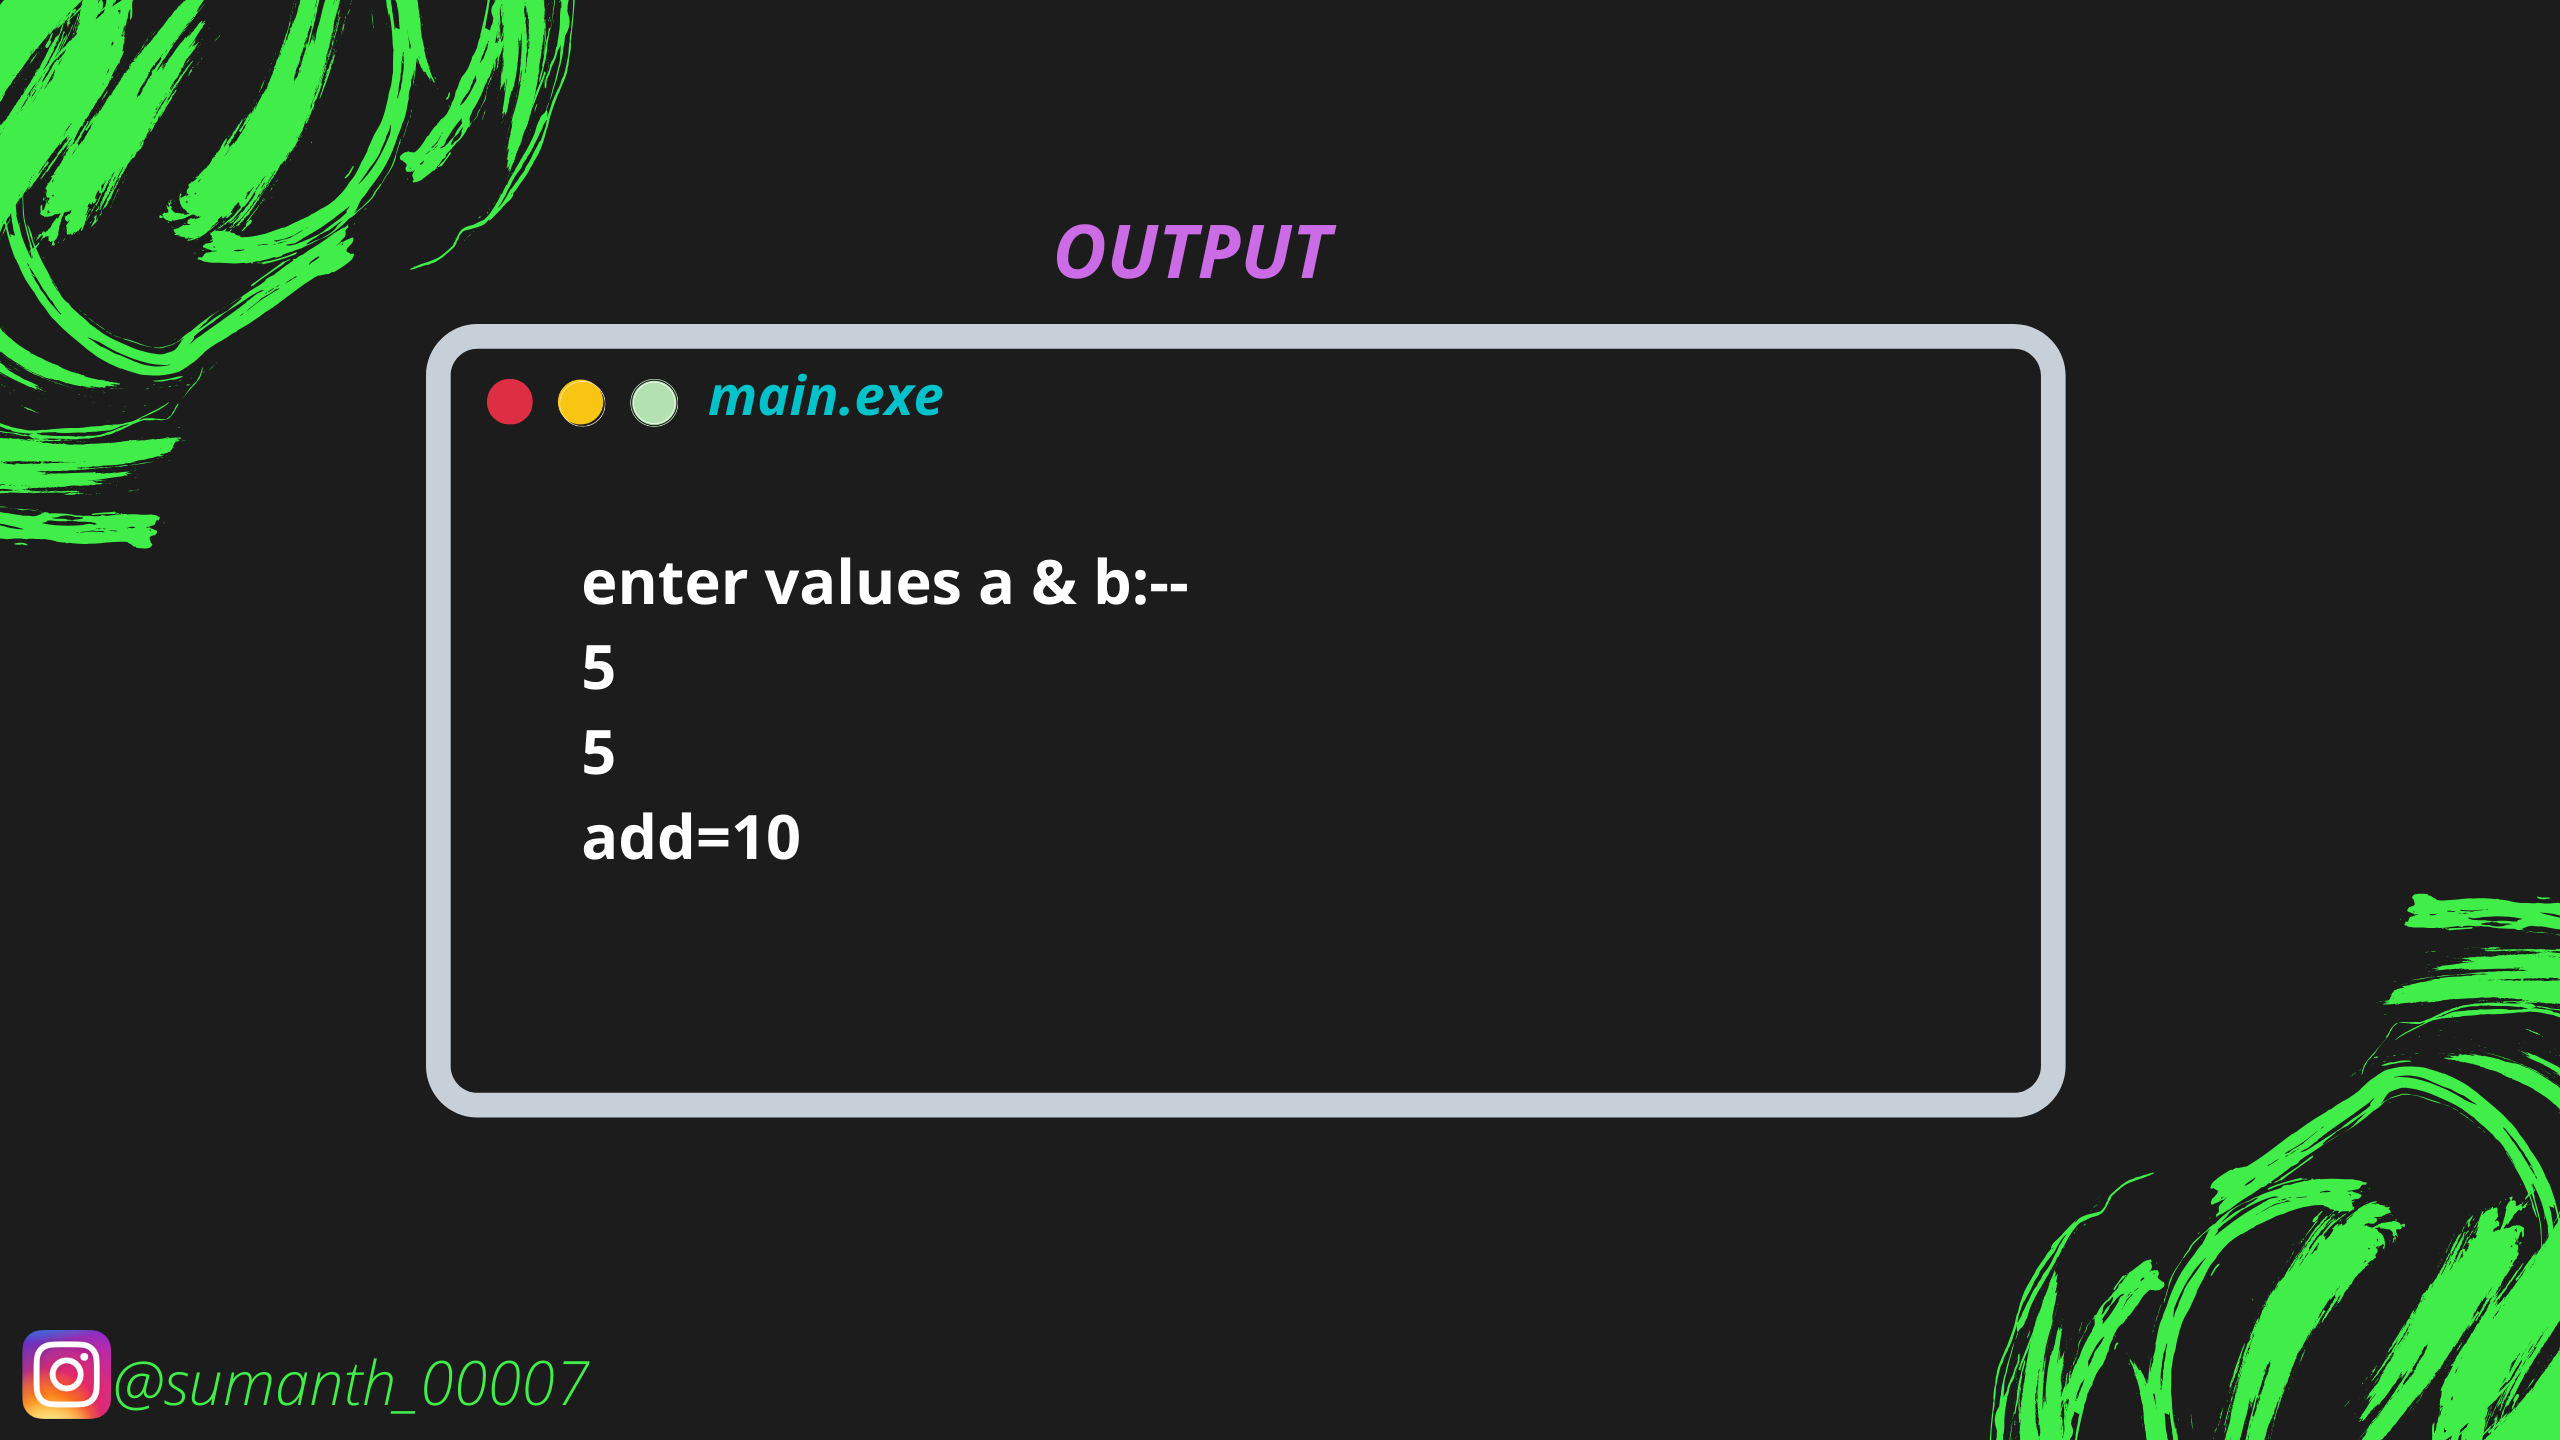 OUTPUT
main.exe
enter values a & b:--
5
5
add=10
@sumanth_00007